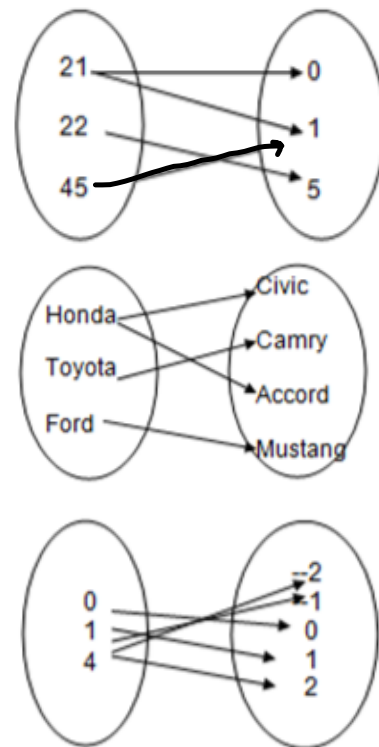 21 0
22 1
45 5
Honda Civic
Toyota Camry
Ford Accord
Mustang
--2
0 -1
1 0
4 1
2